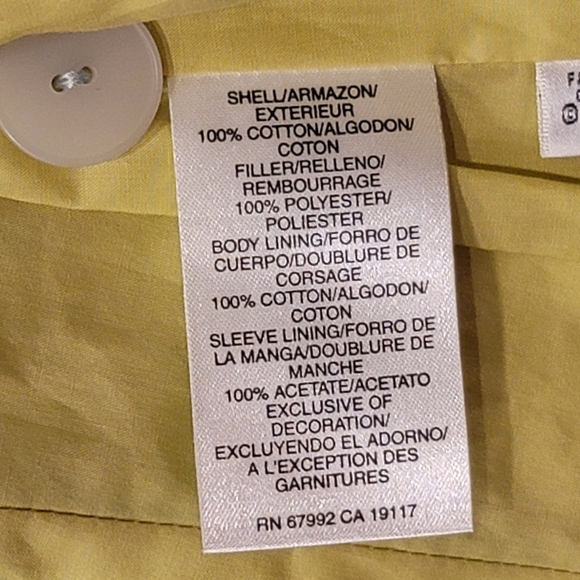 SHELL/ARMAZON/
EXTERIEUR
100% COTTON/ALGODON/
COTON
FILLER/RELLENO/
REMBOURRAGE
100% POLYESTER/
POLIESTER
BODY LINING/FORRO DE
CUERPO/DOUBLURE DE
CORSAGE
100% COTTON/ALGODON/
COTON
SLEEVE LINING/FORRO DE
LA MANGA/DOUBLURE DE
MANCHE
100% ACETATE/ACETATO
EXCLUSIVE OF
DECORATION/
EXCLUYENDO EL ADORNO/
A L'EXCEPTION DES
GARNITURES
RN 67992 CA 19117